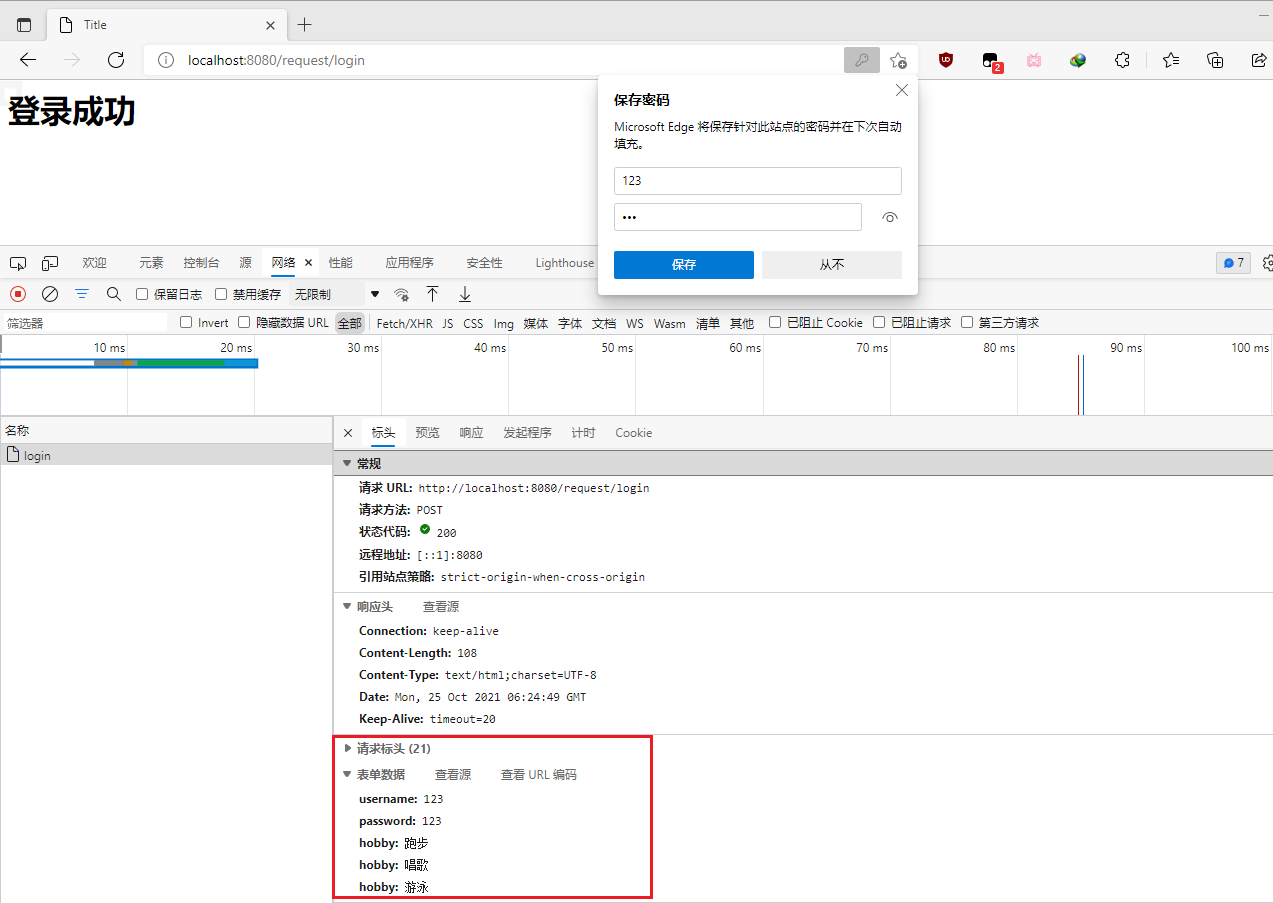 Title
localhost:8080/request/login
2
登录成功
保存密码
Microsoft Edge 将保存针对此站点的密码并在下次自动
填充。
123
•••
保存
从不
欢迎 元素 控制台 源 网络 性能 应用程序 安全性 Lighthouse 7
保留日志 禁用缓存 无限制
筛选器 Invert 隐藏数据 URL 全部 Fetch/XHR JS CSS Img 媒体 字体 文档 WS Wasm 清单 其他 已阻止 Cookie 已阻止请求 第三方请求
10 ms 20 ms 30 ms 40 ms 50 ms 60 ms 70 ms 80 ms 90 ms 100 ms
名称
login
标头 预览 响应 发起程序 计时 Cookie
常规
请求 URL: http://localhost:8080/request/login
请求方法: POST
状态代码: 200
远程地址: [::1]:8080
引用站点策略: strict-origin-when-cross-origin
响应头 查看源
Connection: keep-alive
Content-Length: 108
Content-Type: text/html;charset=UTF-8
Date: Mon, 25 Oct 2021 06:24:49 GMT
Keep-Alive: timeout=20
请求标头 (21)
表单数据 查看源 查看 URL 编码
username: 123
password: 123
hobby: 跑步
hobby: 唱歌
hobby: 游泳